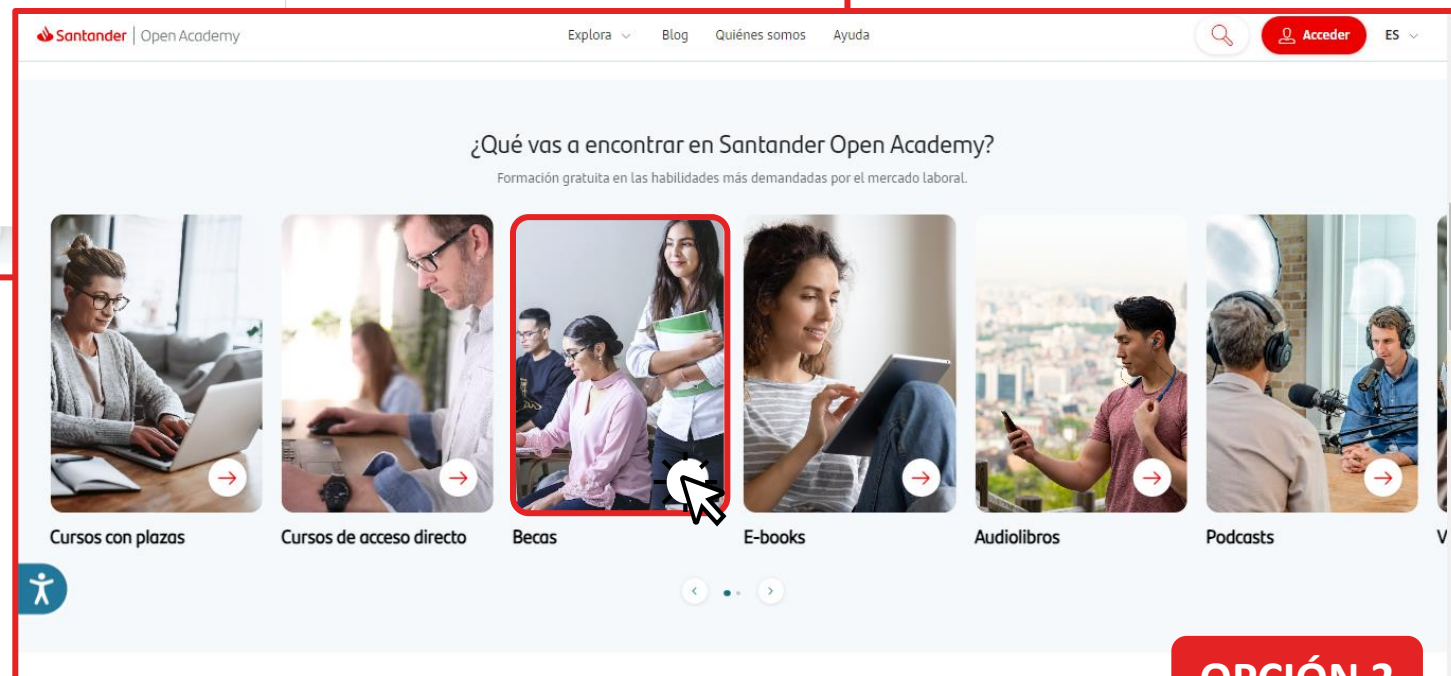 Santander | Open Academy
Explora
Blog
Quiénes somos
Ayuda
Acceder
ES
¿Qué vas a encontrar en Santander Open Academy?
Formación gratuita en las habilidades más demandadas por el mercado laboral.
Cursos con plazas
Cursos de acceso directo
Becas
E-books
Audiolibros
Podcasts
OPCIÓN